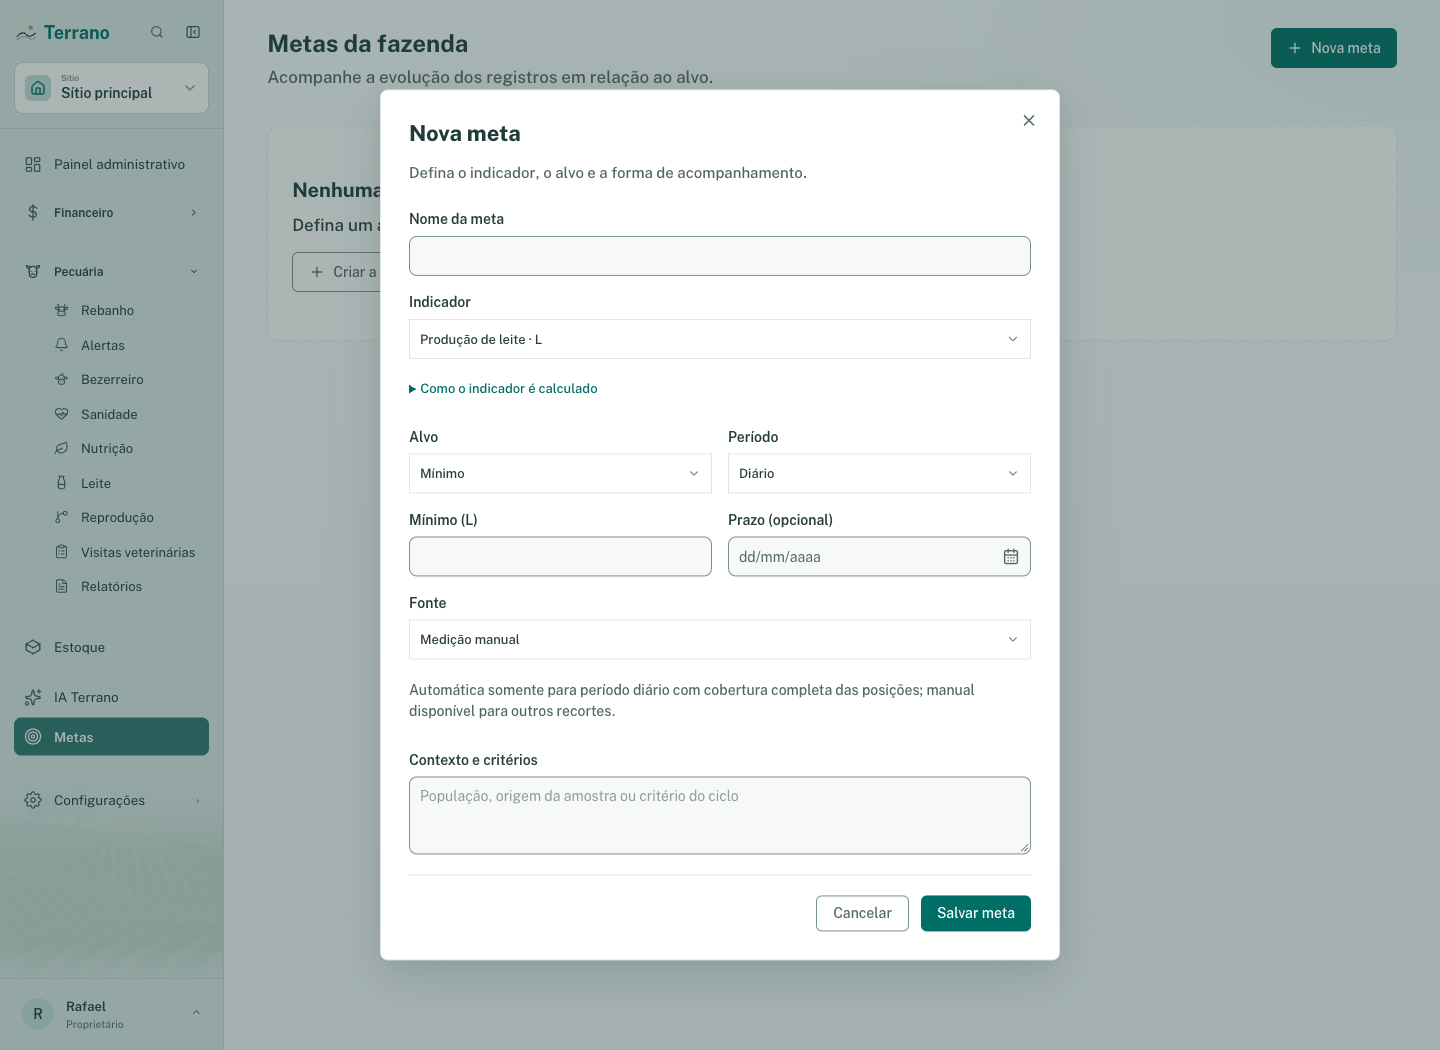 Terrano
Sítio
Sítio principal
Painel administrativo
Financeiro
Pecuária
Rebanho
Alertas
Bezerreiro
Sanidade
Nutrição
Leite
Reprodução
Visitas veterinárias
Relatórios
Estoque
IA Terrano
Metas
Configurações
R
Rafael
Proprietário
Metas da fazenda
Acompanhe a evolução dos registros em relação ao alvo.
Nova meta
Nenhuma
Defina um
Criar a
Nova meta
Defina o indicador, o alvo e a forma de acompanhamento.
Nome da meta
Indicador
Produção de leite · L
Como o indicador é calculado
Alvo
Período
Mínimo
Diário
Mínimo (L)
Prazo (opcional)
dd/mm/aaaa
Fonte
Medição manual
Automática somente para período diário com cobertura completa das posições; manual
disponível para outros recortes.
Contexto e critérios
População, origem da amostra ou critério do ciclo
Cancelar
Salvar meta